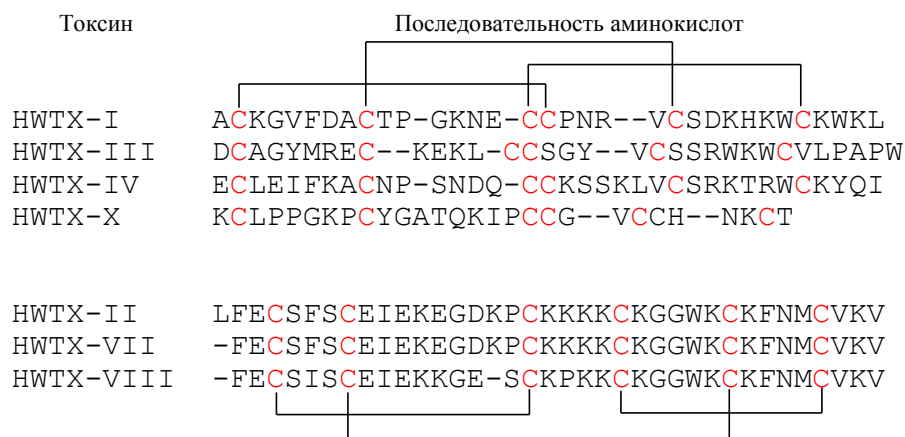 Токсин Последовательность аминокислот
HWTX-I ACKGVFDACTP-GKNE-CCPNR--VCSDKHKWCKWKL
HWTX-III DCAGYMREC--KEKL-CCSGY--VCSSRWKWCVLPAPW
HWTX-IV ECLEIFKACNP-SNDQ-CCKSSKLVCSRKTRWCKYQI
HWTX-X KCLPPGKPCYGATQKIPCCG--VCCH--NKCT
HWTX-II LFECSFSCEIEKEGDKPCKKKKCKGGWKCKFNMCVKV
HWTX-VII -FECSFSCEIEKEGDKPCKKKKCKGGWKCKFNMCVKV
HWTX-VIII -FECSISCEIEKKGE-SCKPKKCKGGWKCKFNMCVKV